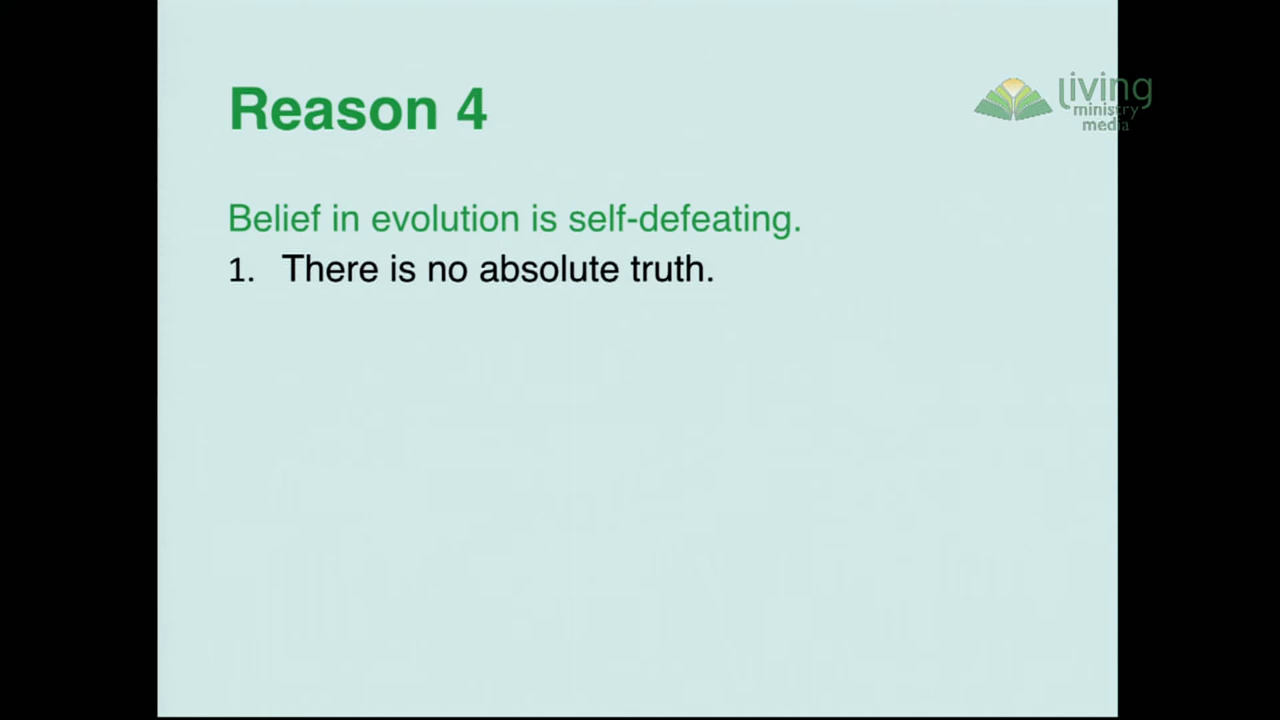 Reason 4
living
ministry
media
Belief in evolution is self-defeating.
1. There is no absolute truth.